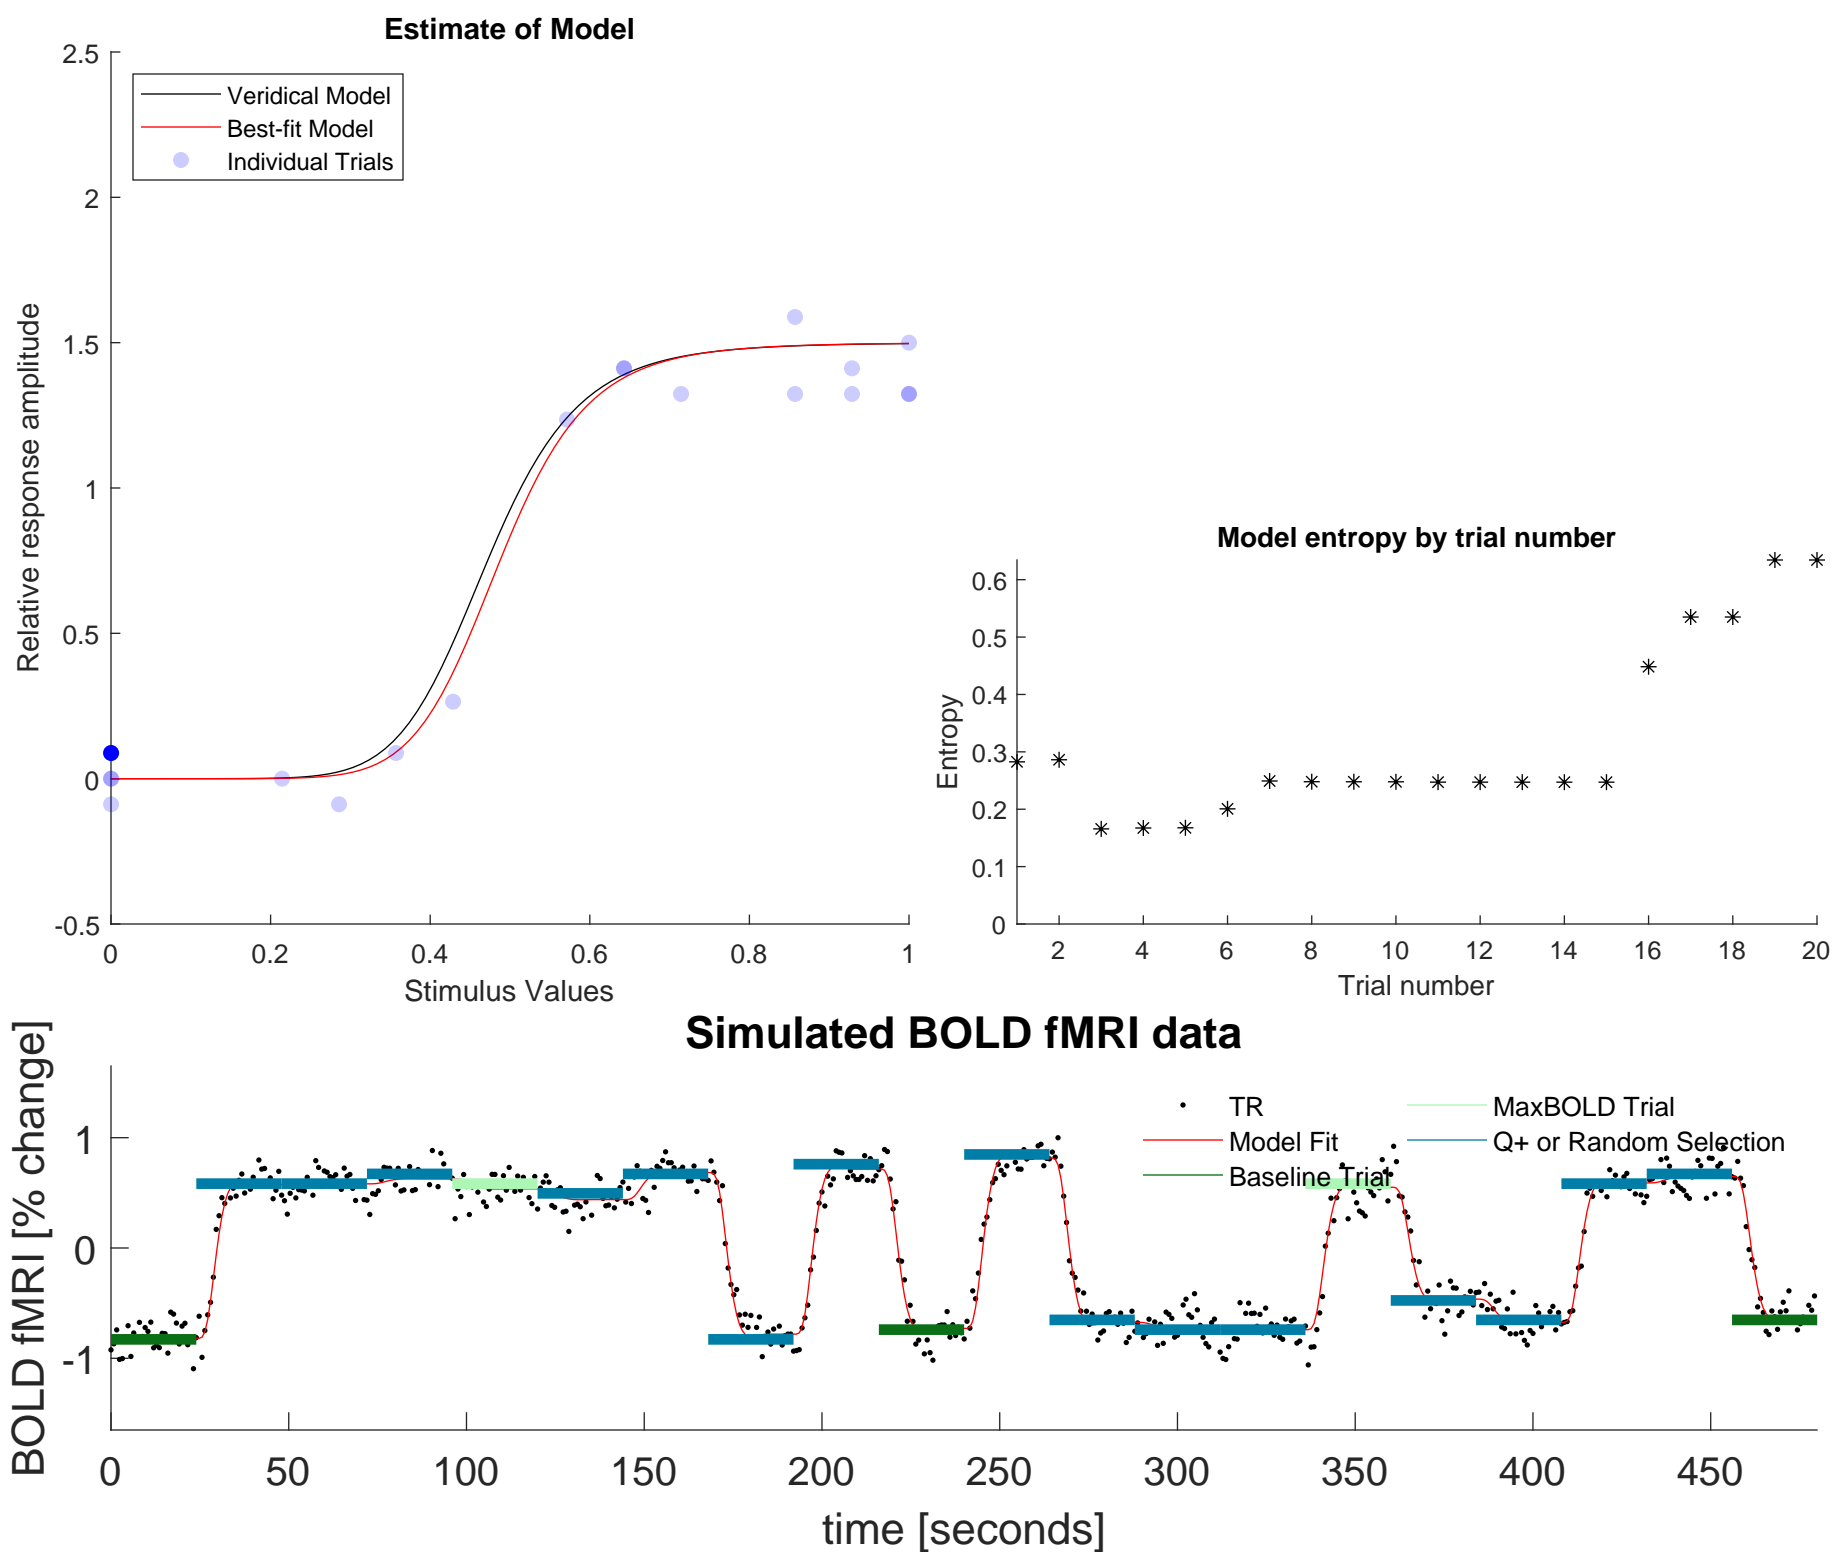 Estimate of Model
2.5
2
1.5
1
0.5
0
-0.5
Relative response amplitude
Veridical Model
Best-fit Model
Individual Trials
0 0.2 0.4 0.6 0.8 1
Stimulus Values
Model entropy by trial number
0.6
0.5
0.4
0.3
0.2
0.1
0
Entropy
2 4 6 8 10 12 14 16 18 20
Trial number
Simulated BOLD fMRI data
BOLD fMRI [% change]
1
0
-1
TR
Model Fit
Baseline Trial
MaxBOLD Trial
Q+ or Random Selection
0 50 100 150 200 250 300 350 400 450
time [seconds]